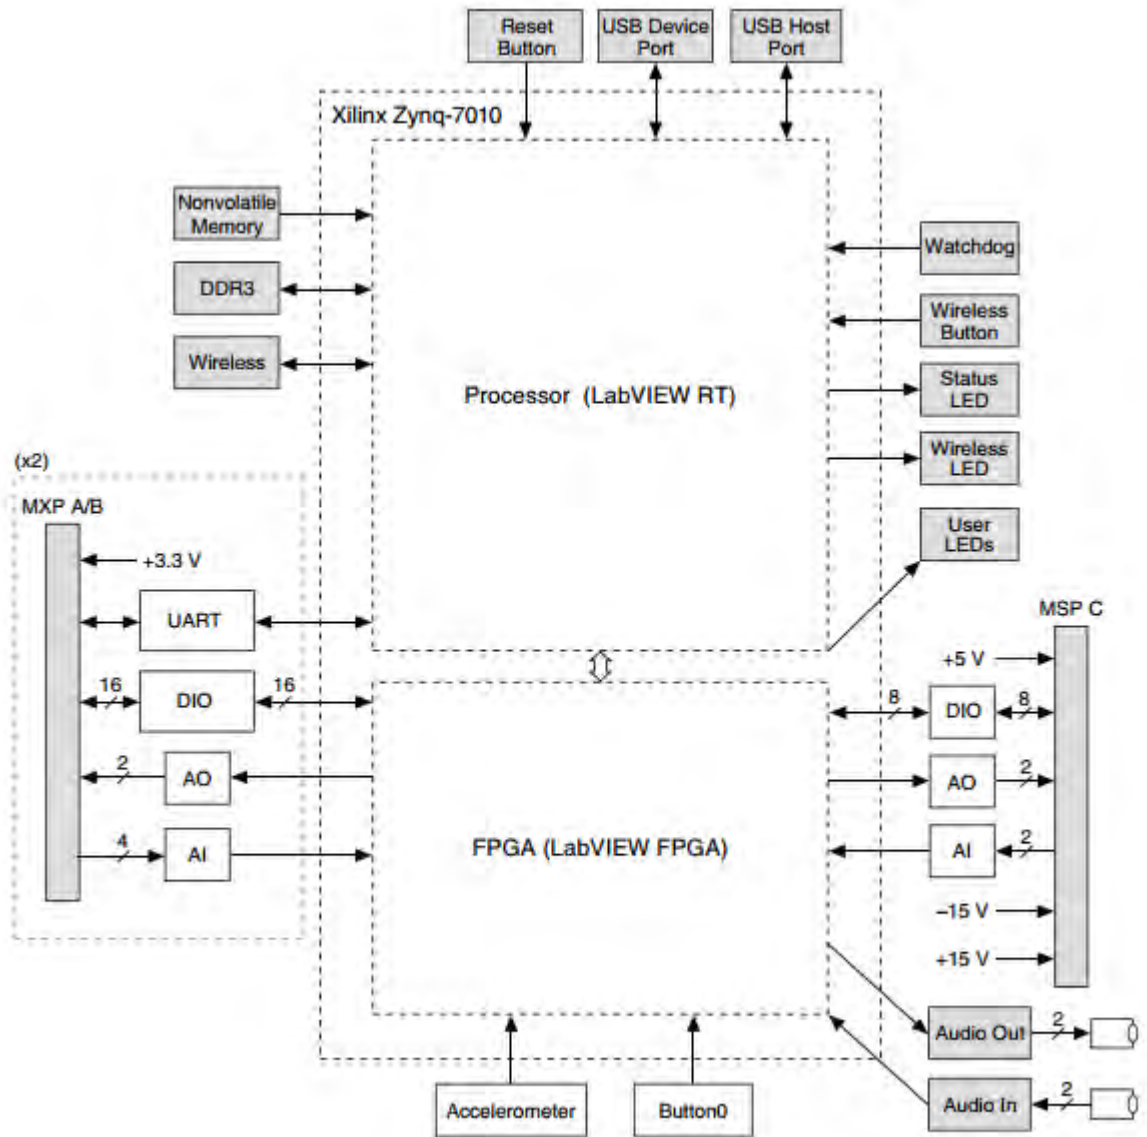 Reset
Button
USB Device
Port
USB Host
Port
Xilinx Zynq-7010
Nonvolatile
Memory
DDR3
Wireless
Watchdog
Wireless
Button
Status
LED
Wireless
LED
User
LEDs
Processor (LabVIEW RT)
(x2)
MXP A/B
+3.3 V
UART
16
DIO
16
2
AO
4
AI
FPGA (LabVIEW FPGA)
MSP C
+5 V
8
DIO
8
AO
2
AI
2
–15 V
+15 V
Audio Out
2
Audio In
2
Accelerometer
Button0